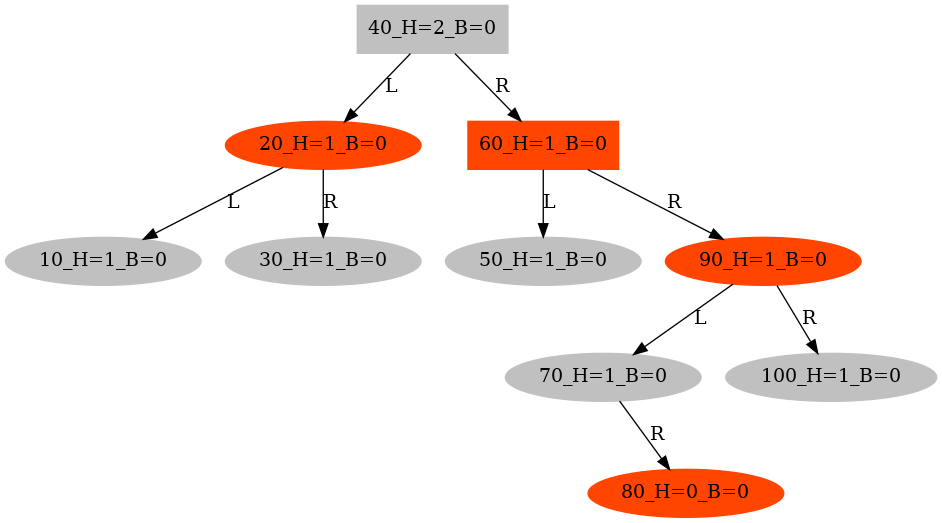 40_H=2_B=0
L
R
20_H=1_B=0
60_H=1_B=0
L
R
L
R
10_H=1_B=0
30_H=1_B=0
50_H=1_B=0
90_H=1_B=0
L
R
70_H=1_B=0
100_H=1_B=0
R
80_H=0_B=0